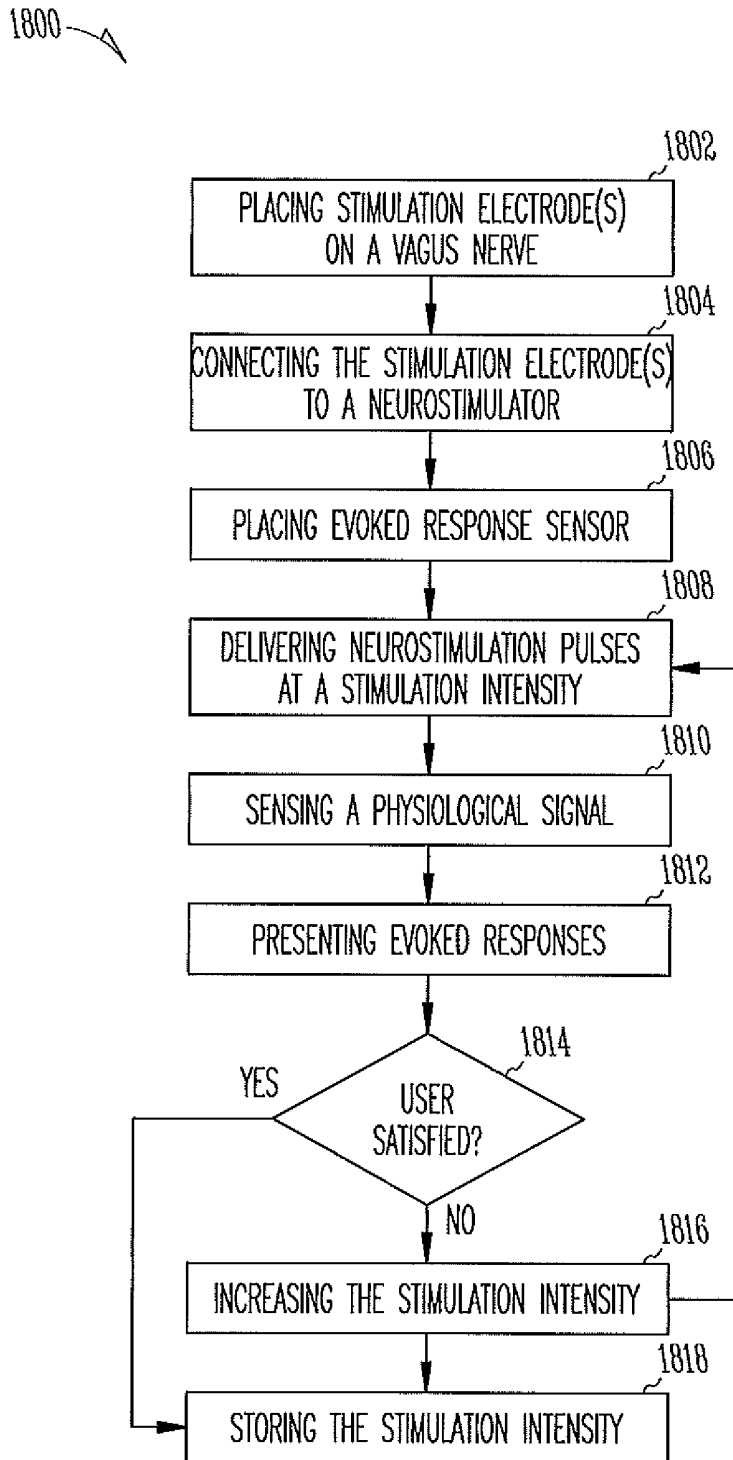 1800
1802
PLACING STIMULATION ELECTRODE(S)
ON A VAGUS NERVE
1804
CONNECTING THE STIMULATION ELECTRODE(S)
TO A NEUROSTIMULATOR
1806
PLACING EVOKED RESPONSE SENSOR
1808
DELIVERING NEUROSTIMULATION PULSES
AT A STIMULATION INTENSITY
1810
SENSING A PHYSIOLOGICAL SIGNAL
1812
PRESENTING EVOKED RESPONSES
1814
YES
USER
SATISFIED?
NO
1816
INCREASING THE STIMULATION INTENSITY
1818
STORING THE STIMULATION INTENSITY